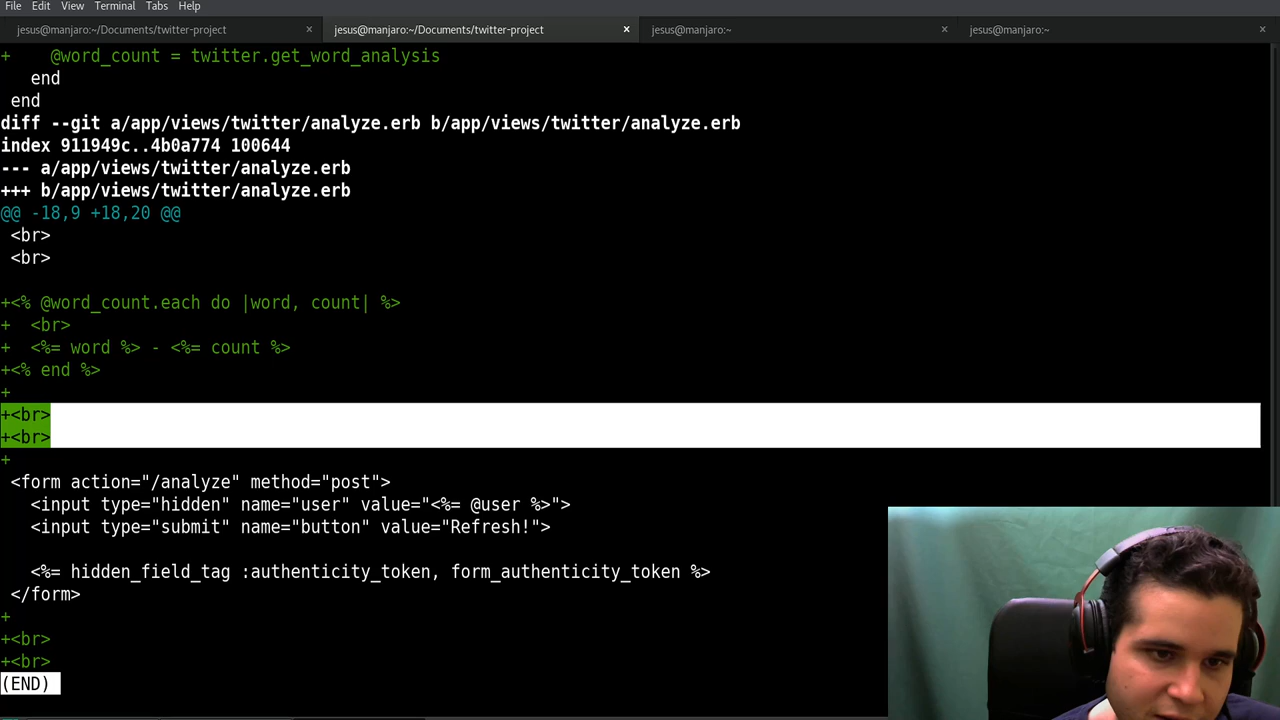 File Edit View Terminal Tabs Help
jesus@manjaro:~/Documents/twitter-project × jesus@manjaro:~/Documents/twitter-project × jesus@manjaro:~ × jesus@manjaro:~ ×
+    @word_count = twitter.get_word_analysis
   end
 end
diff --git a/app/views/twitter/analyze.erb b/app/views/twitter/analyze.erb
index 911949c..4b0a774 100644
--- a/app/views/twitter/analyze.erb
+++ b/app/views/twitter/analyze.erb
@@ -18,9 +18,20 @@
 <br>
 <br>
+<% @word_count.each do |word, count| %>
+  <br>
+  <%= word %> - <%= count %>
+<% end %>
+
+<br>
+<br>
+
 <form action="/analyze" method="post">
   <input type="hidden" name="user" value="<%= @user %>">
   <input type="submit" name="button" value="Refresh!">
   <%= hidden_field_tag :authenticity_token, form_authenticity_token %>
 </form>
+
+<br>
+<br>
(END)